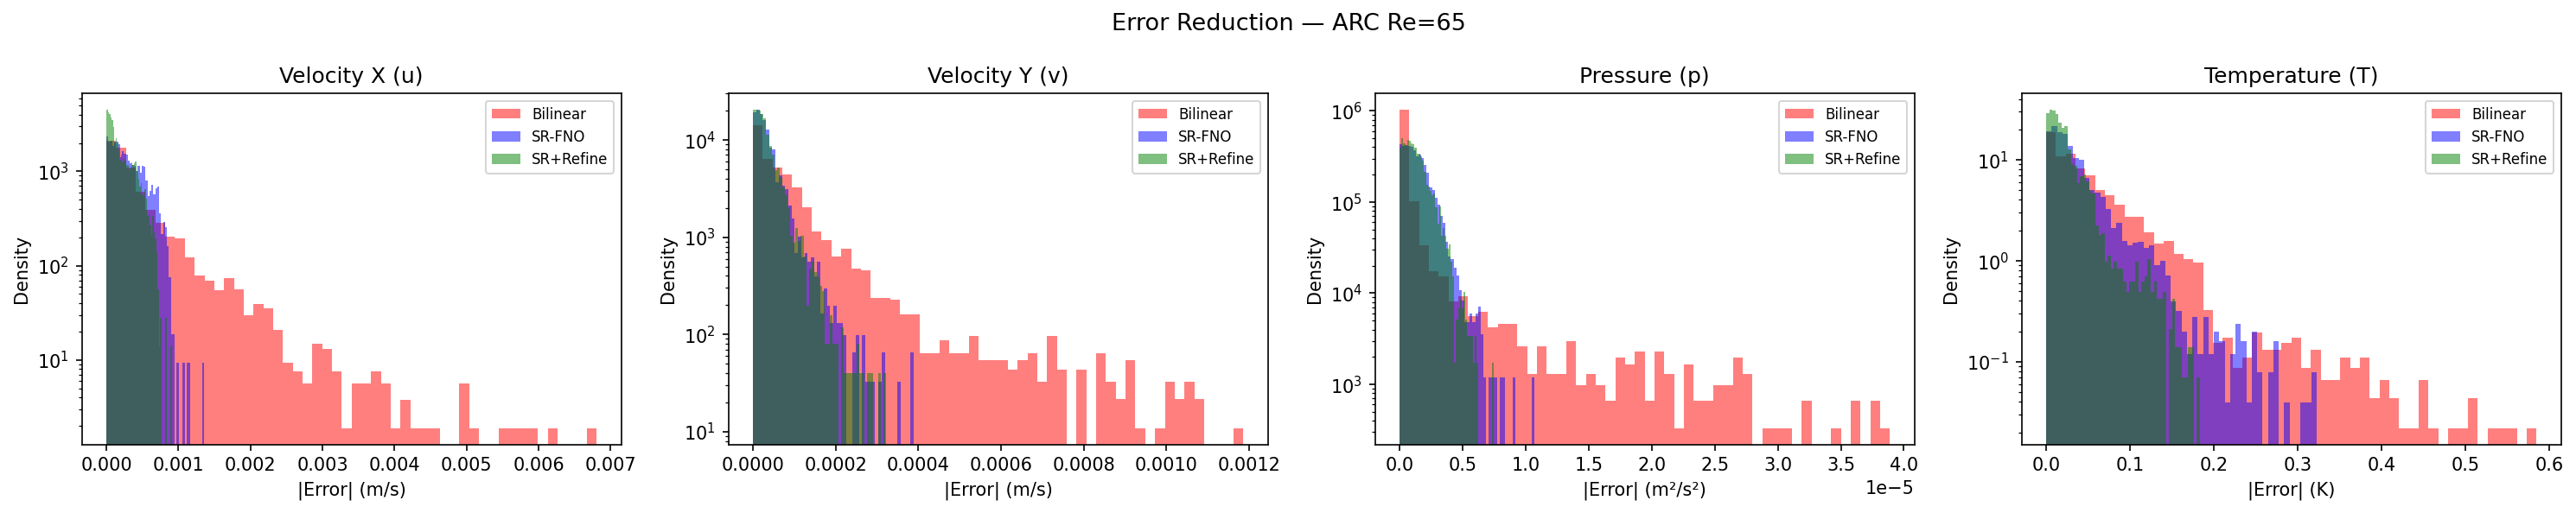 Error Reduction — ARC Re=65
Velocity X (u)
Density
10³
10²
10¹
Bilinear
SR-FNO
SR+Refine
0.000 0.001 0.002 0.003 0.004 0.005 0.006 0.007
|Error| (m/s)
Velocity Y (v)
Density
10⁴
10³
10²
10¹
Bilinear
SR-FNO
SR+Refine
0.0000 0.0002 0.0004 0.0006 0.0008 0.0010 0.0012
|Error| (m/s)
Pressure (p)
Density
10⁶
10⁵
10⁴
10³
Bilinear
SR-FNO
SR+Refine
0.0 0.5 1.0 1.5 2.0 2.5 3.0 3.5 4.0
1e−5
|Error| (m²/s²)
Temperature (T)
Density
10¹
10⁰
10⁻¹
Bilinear
SR-FNO
SR+Refine
0.0 0.1 0.2 0.3 0.4 0.5 0.6
|Error| (K)